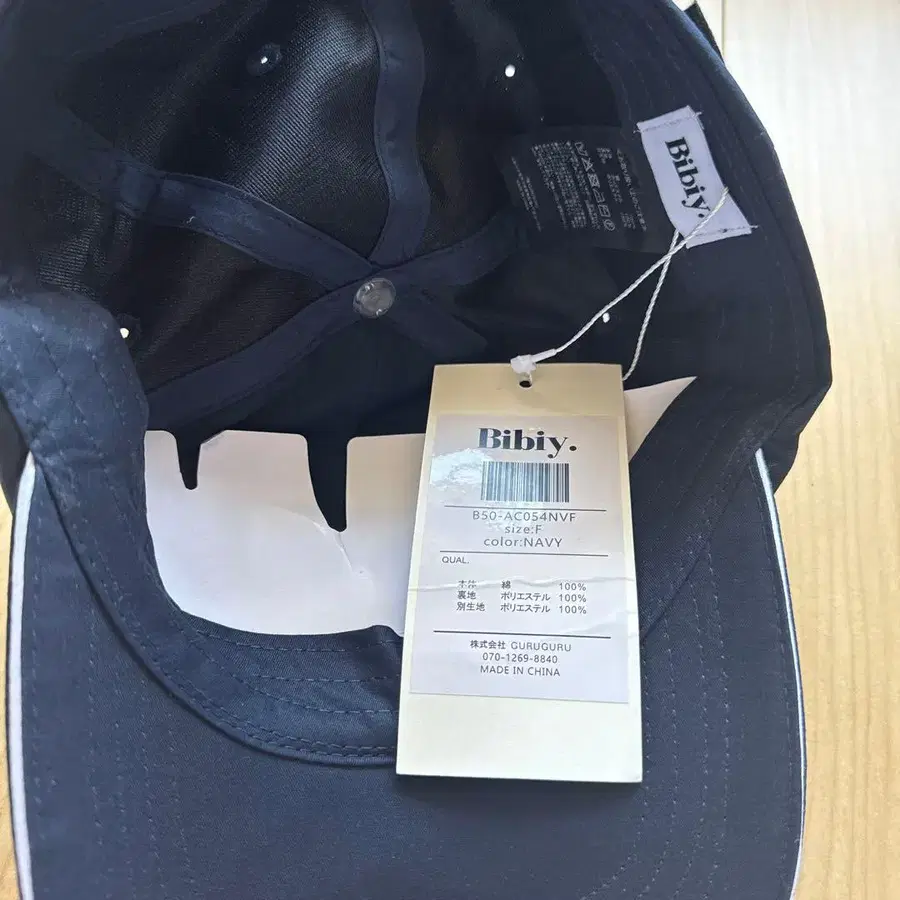 Bibiy.
Bibiy.
B50-AC054NVF
size:F
color:NAVY
QUAL.
本体 綿 100%
裏地 ポリエステル 100%
別生地 ポリエステル 100%
株式会社 GURUGURU
070-1269-8840
MADE IN CHINA